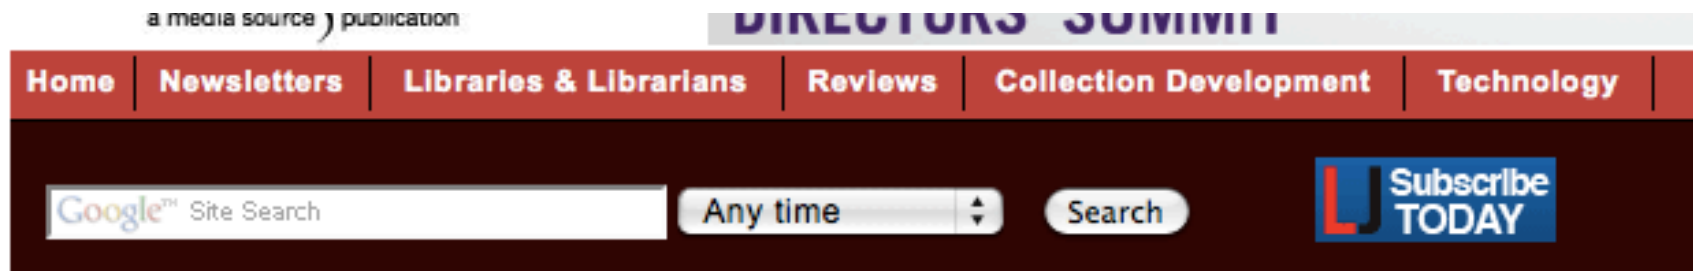 a media source publication
DIRECTORS' SUMMIT
Home Newsletters Libraries & Librarians Reviews Collection Development Technology
Google™ Site Search Any time Search
LJ Subscribe TODAY